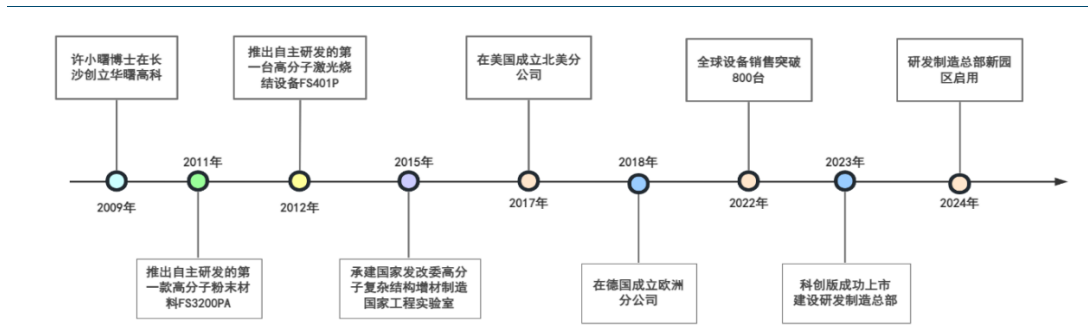 许小曙博士在长
沙创立华曙高科
2009年
2011年
推出自主研发的第
一款高分子粉末材
料FS3200PA
推出自主研发的第
一台高分子激光烧
结设备FS401P
2012年
2015年
承建国家发改委高分
子复杂结构增材制造
国家工程实验室
在美国成立北美分
公司
2017年
2018年
在德国成立欧洲
分公司
全球设备销售突破
800台
2022年
2023年
科创版成功上市
建设研发制造总部
研发制造总部新园
区启用
2024年